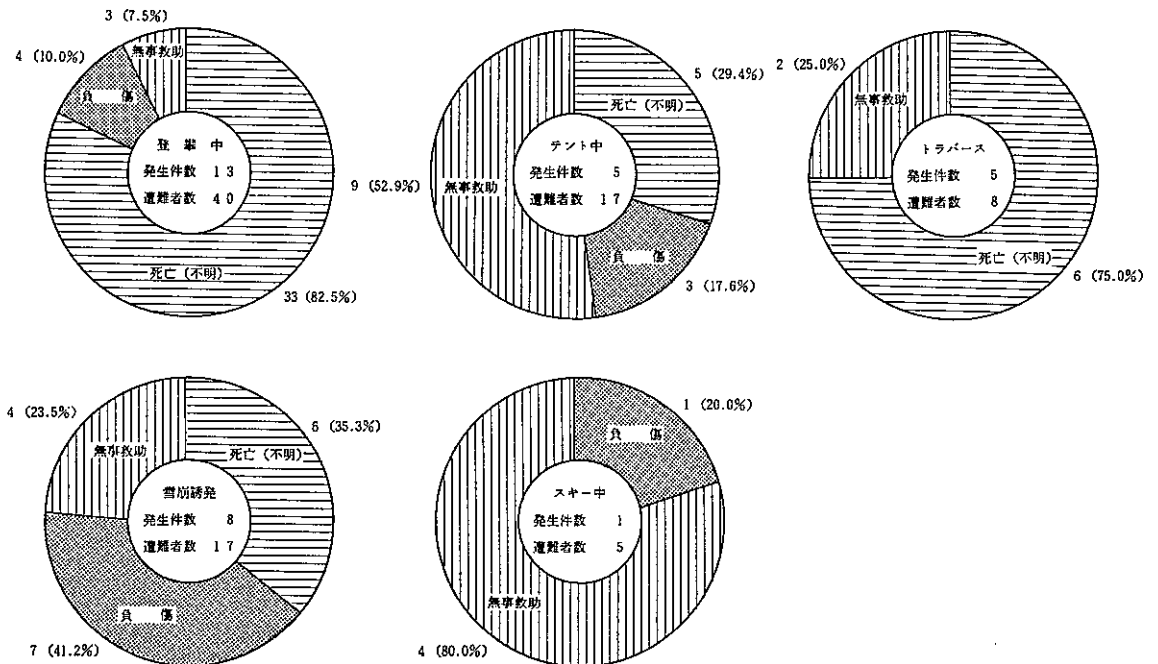 3 (7.5%)
4 (10.0%)
無事救助
負 傷
登 攀 中
発生件数 13
遭難者数 40
死亡(不明)
33 (82.5%)
5 (29.4%)
死亡(不明)
テント中
発生件数 5
遭難者数 17
9 (52.9%)
無事救助
負 傷
3 (17.6%)
2 (25.0%)
無事救助
トラバース
発生件数 5
遭難者数 8
死亡(不明)
6 (75.0%)
4 (23.5%)
6 (35.3%)
無事救助
死亡(不明)
雪崩誘発
発生件数 8
遭難者数 17
負 傷
7 (41.2%)
1 (20.0%)
負 傷
スキー中
発生件数 1
遭難者数 5
無事救助
4 (80.0%)